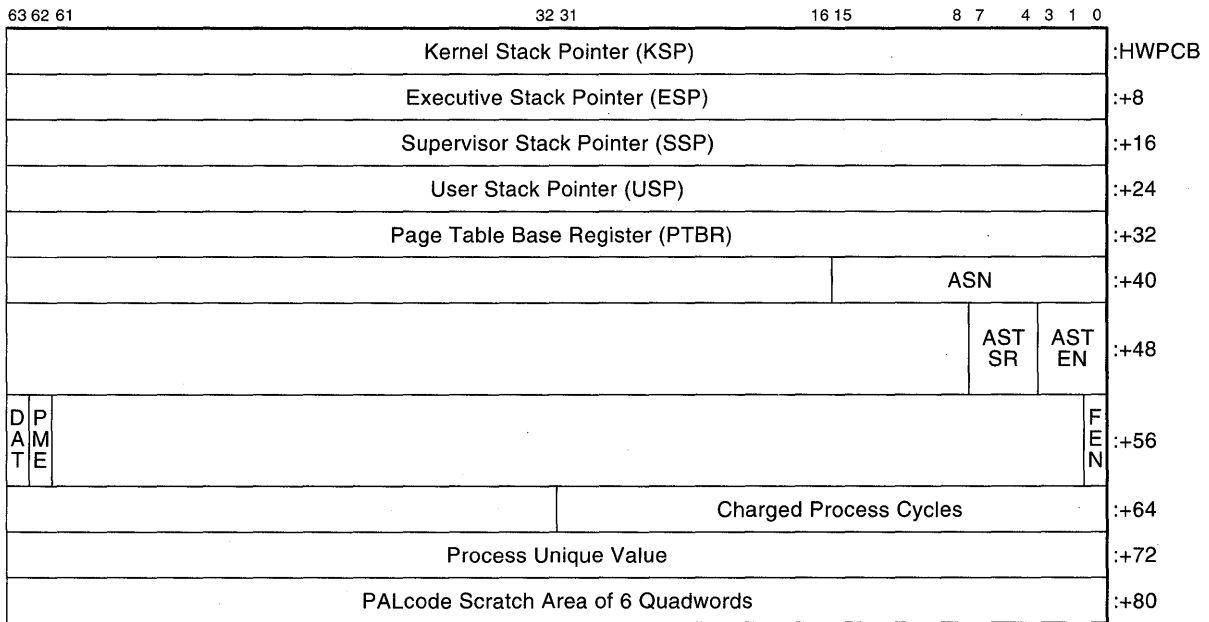 63 62 61 32 31 16 15 8 7 4 3 1 0
Kernel Stack Pointer (KSP) :HWPCB
Executive Stack Pointer (ESP) :+8
Supervisor Stack Pointer (SSP) :+16
User Stack Pointer (USP) :+24
Page Table Base Register (PTBR) :+32
ASN :+40
AST SR AST EN :+48
DAT PME FEN :+56
Charged Process Cycles :+64
Process Unique Value :+72
PALcode Scratch Area of 6 Quadwords :+80